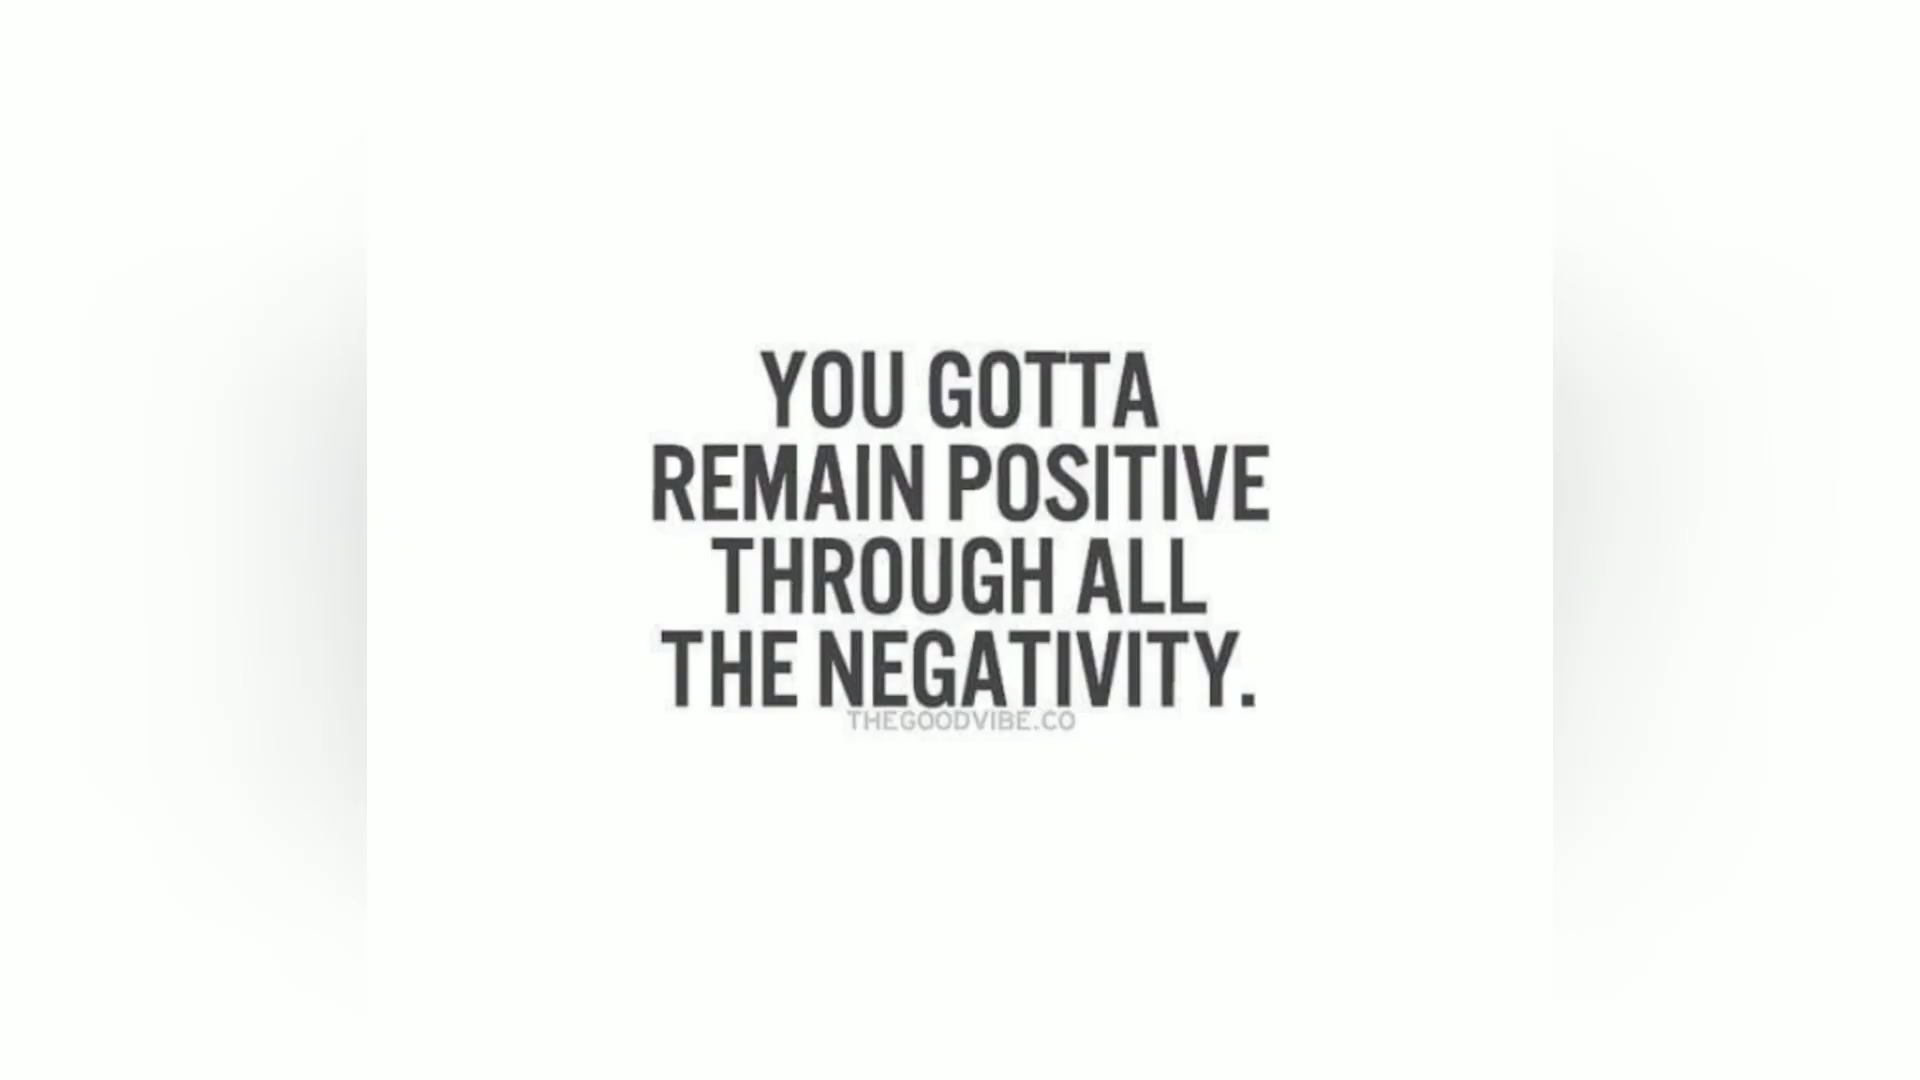 YOU GOTTA
REMAIN POSITIVE
THROUGH ALL
THE NEGATIVITY.
THEGOODVIBE.CO